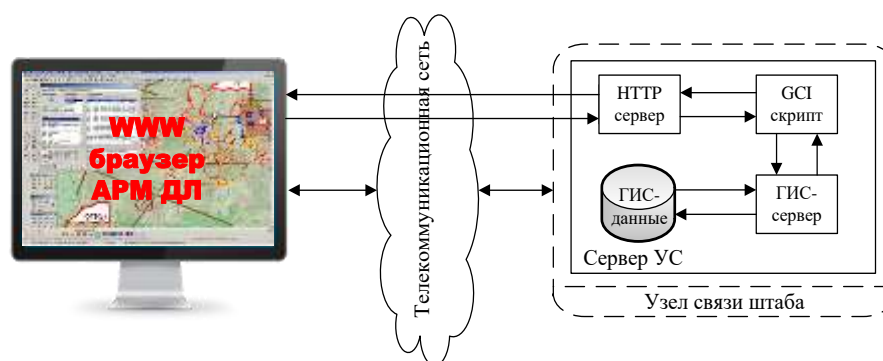 WWW
браузер
АРМ ДЛ
Телекоммуникационная сеть
HTTP
сервер
GCI
скрипт
ГИС-
данные
ГИС-
сервер
Сервер УС
Узел связи штаба